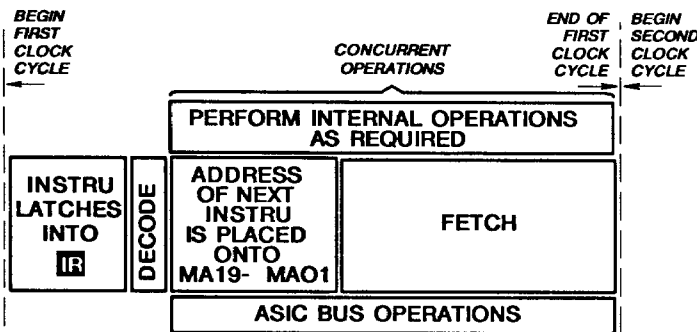 BEGIN
FIRST
CLOCK
CYCLE
CONCURRENT
OPERATIONS
END OF
FIRST
CLOCK
CYCLE
BEGIN
SECOND
CLOCK
CYCLE
PERFORM INTERNAL OPERATIONS
AS REQUIRED
INSTRU
LATCHES
INTO
IR
DECODE
ADDRESS
OF NEXT
INSTRU
IS PLACED
ONTO
MA19- MAO1
FETCH
ASIC BUS OPERATIONS